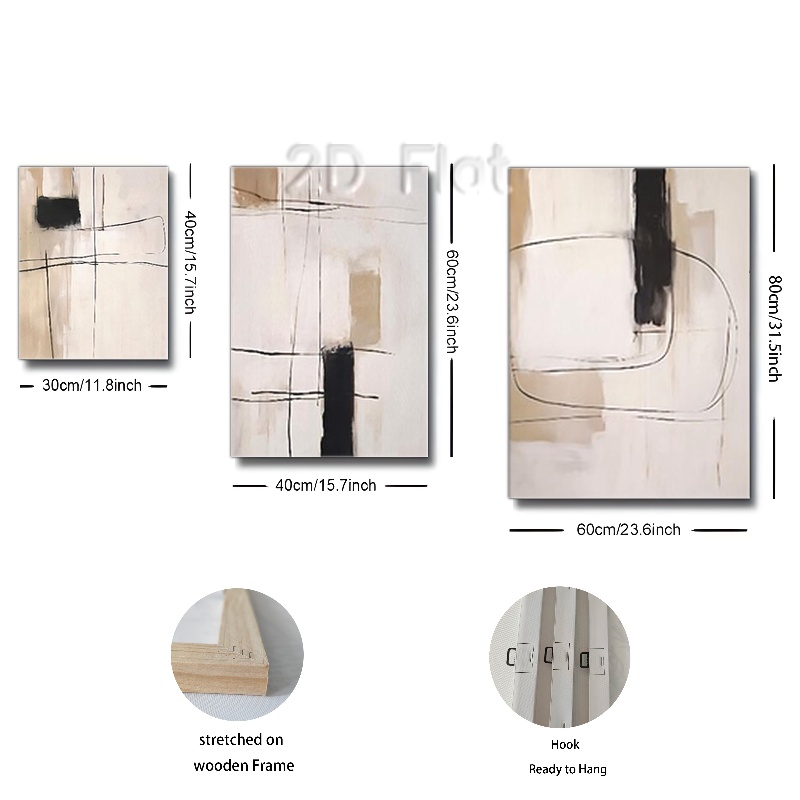 2D Flat
40cm/15.7inch
60cm/23.6inch
80cm/31.5inch
30cm/11.8inch
40cm/15.7inch
60cm/23.6inch
stretched on
wooden Frame
Hook
Ready to Hang